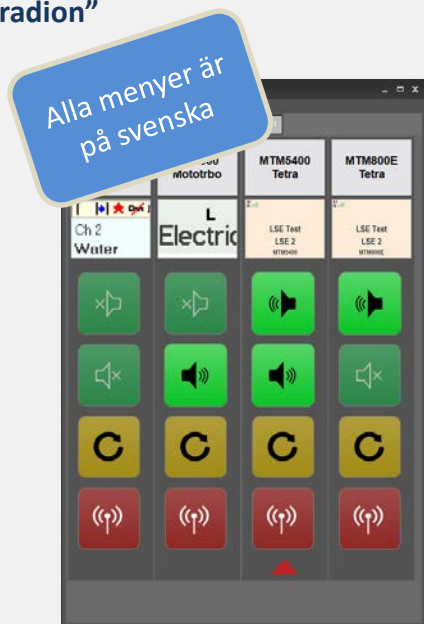 radion”
Alla menyer är
på svenska
Mototrbo
MTM5400
Tetra
MTM800E
Tetra
Ch 2
Water
L
Electric
LSE Test
LSE 2
MTM5400
LSE Test
LSE 2
MTM800E
C
C
C
C